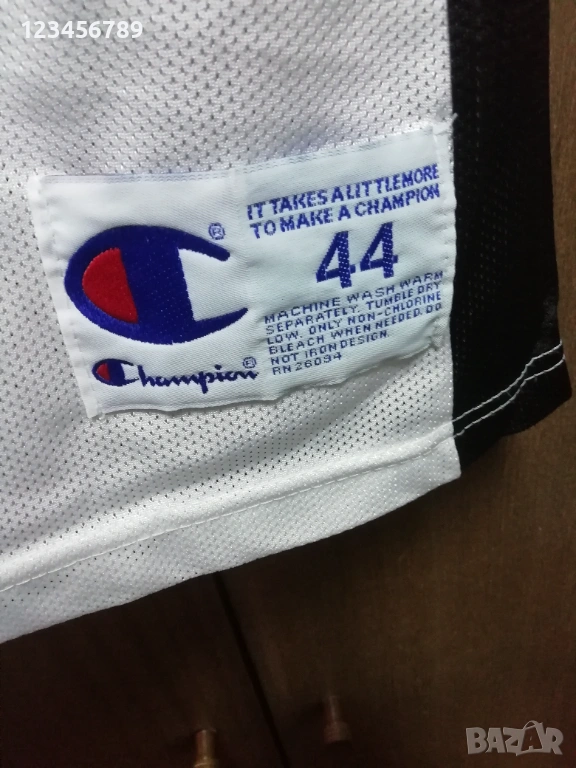 123456789
IT TAKES A LITTLE MORE
TO MAKE A CHAMPION
44
MACHINE WASH WARM
SEPARATELY. TUMBLE DRY
LOW. ONLY NON-CHLORINE
BLEACH WHEN NEEDED. DO
NOT IRON DESIGN.
RN 26094
®
Champion®
BAZAR